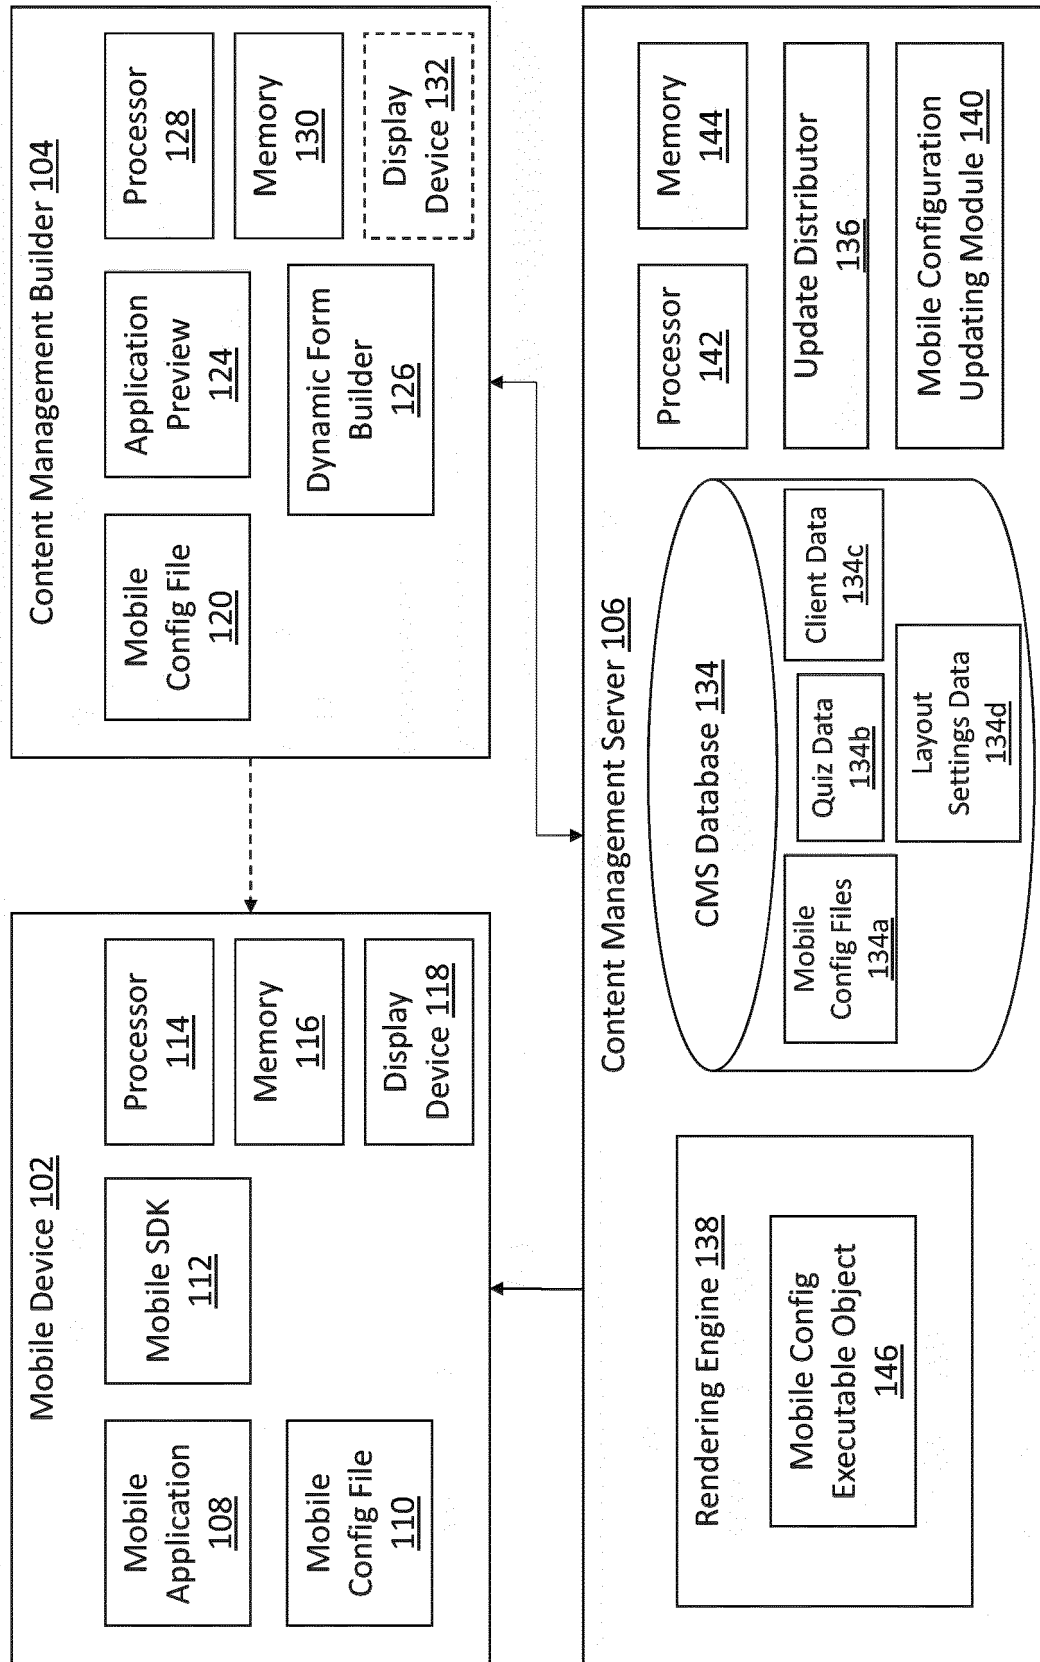 Mobile Device 102
Mobile
Application
108
Mobile SDK
112
Processor
114
Mobile
Config File
110
Memory
116
Display
Device 118
Content Management Builder 104
Mobile
Config File
120
Application
Preview
124
Processor
128
Dynamic Form
Builder
126
Memory
130
Display
Device 132
Content Management Server 106
Rendering Engine 138
Mobile Config
Executable Object
146
CMS Database 134
Mobile
Config Files
134a
Quiz Data
134b
Client Data
134c
Layout
Settings Data
134d
Processor
142
Memory
144
Update Distributor
136
Mobile Configuration
Updating Module 140